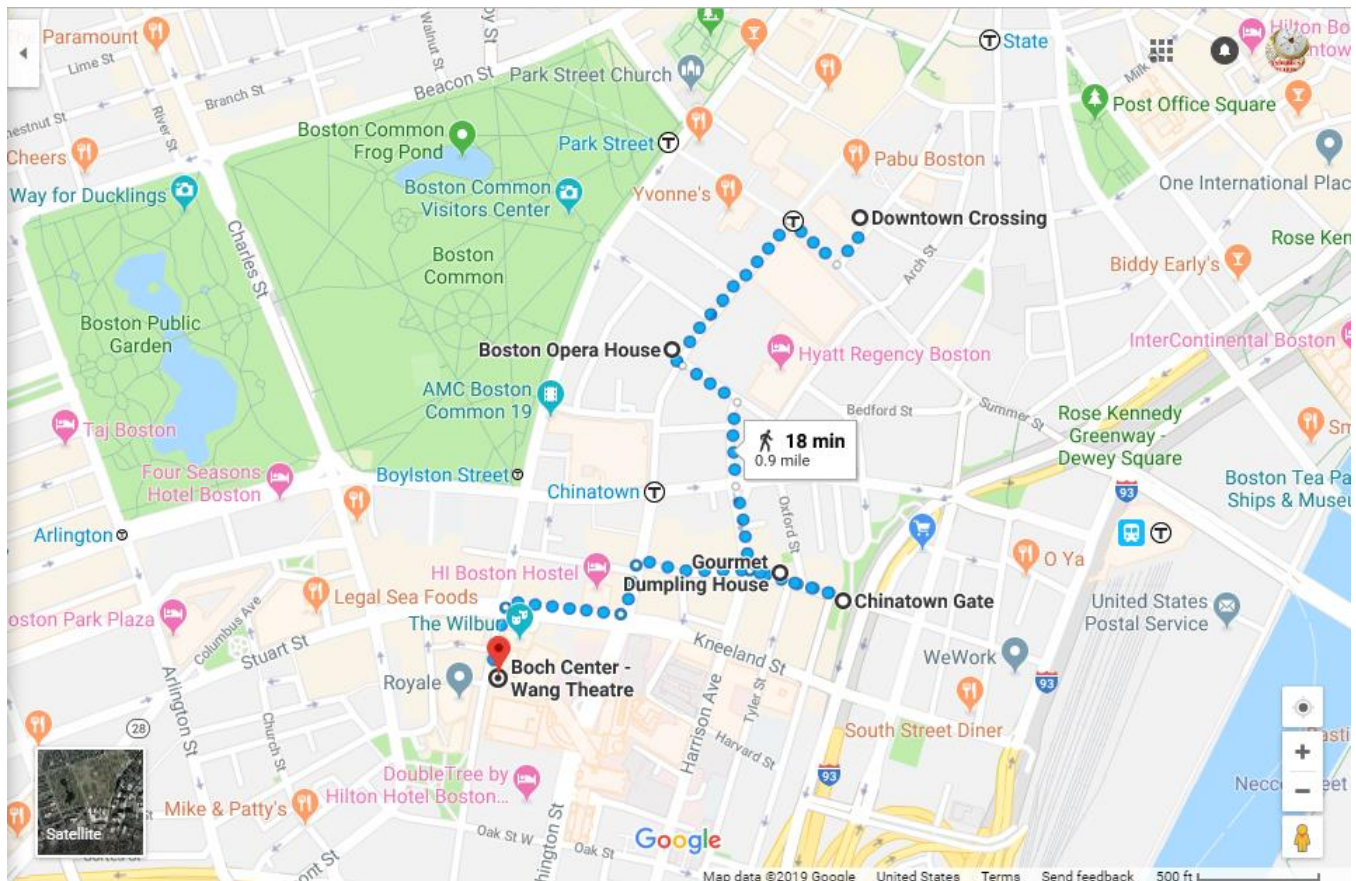 Paramount
Lime St
Branch St
River St
Walnut St
Beacon St
Park Street Church
State
Milk
Hilton Bo
Post Office Square
Cheers
Boston Common
Frog Pond
Park Street
Pabu Boston
One International Place
Way for Ducklings
Boston Common
Visitors Center
Yvonne's
Downtown Crossing
Charles St
Boston
Common
Arch St
Rose Ken
Biddy Early's
Boston Public
Garden
Boston Opera House
Hyatt Regency Boston
InterContinental Boston
AMC Boston
Common 19
Bedford St
Summer St
Taj Boston
18 min
0.9 mile
Rose Kennedy
Greenway -
Dewey Square
Four Seasons
Hotel Boston
Boylston Street
Chinatown
Oxford St
93
Boston Tea Pa
Ships & Museu
Arlington
Gourmet
Dumpling House
O Ya
HI Boston Hostel
Legal Sea Foods
Chinatown Gate
United States
Postal Service
oston Park Plaza
Columbus Ave
Stuart St
The Wilbur
Kneeland St
WeWork
Boch Center -
Wang Theatre
Royale
93
Arlington St
28
Church St
Harrison Ave
Tyler St
Harvard St
South Street Diner
93
DoubleTree by
Hilton Hotel Boston...
Mike & Patty's
Satellite
Oak St W
Oak St
Google
Map data ©2019 Google
United States
Terms
Send feedback
500 ft